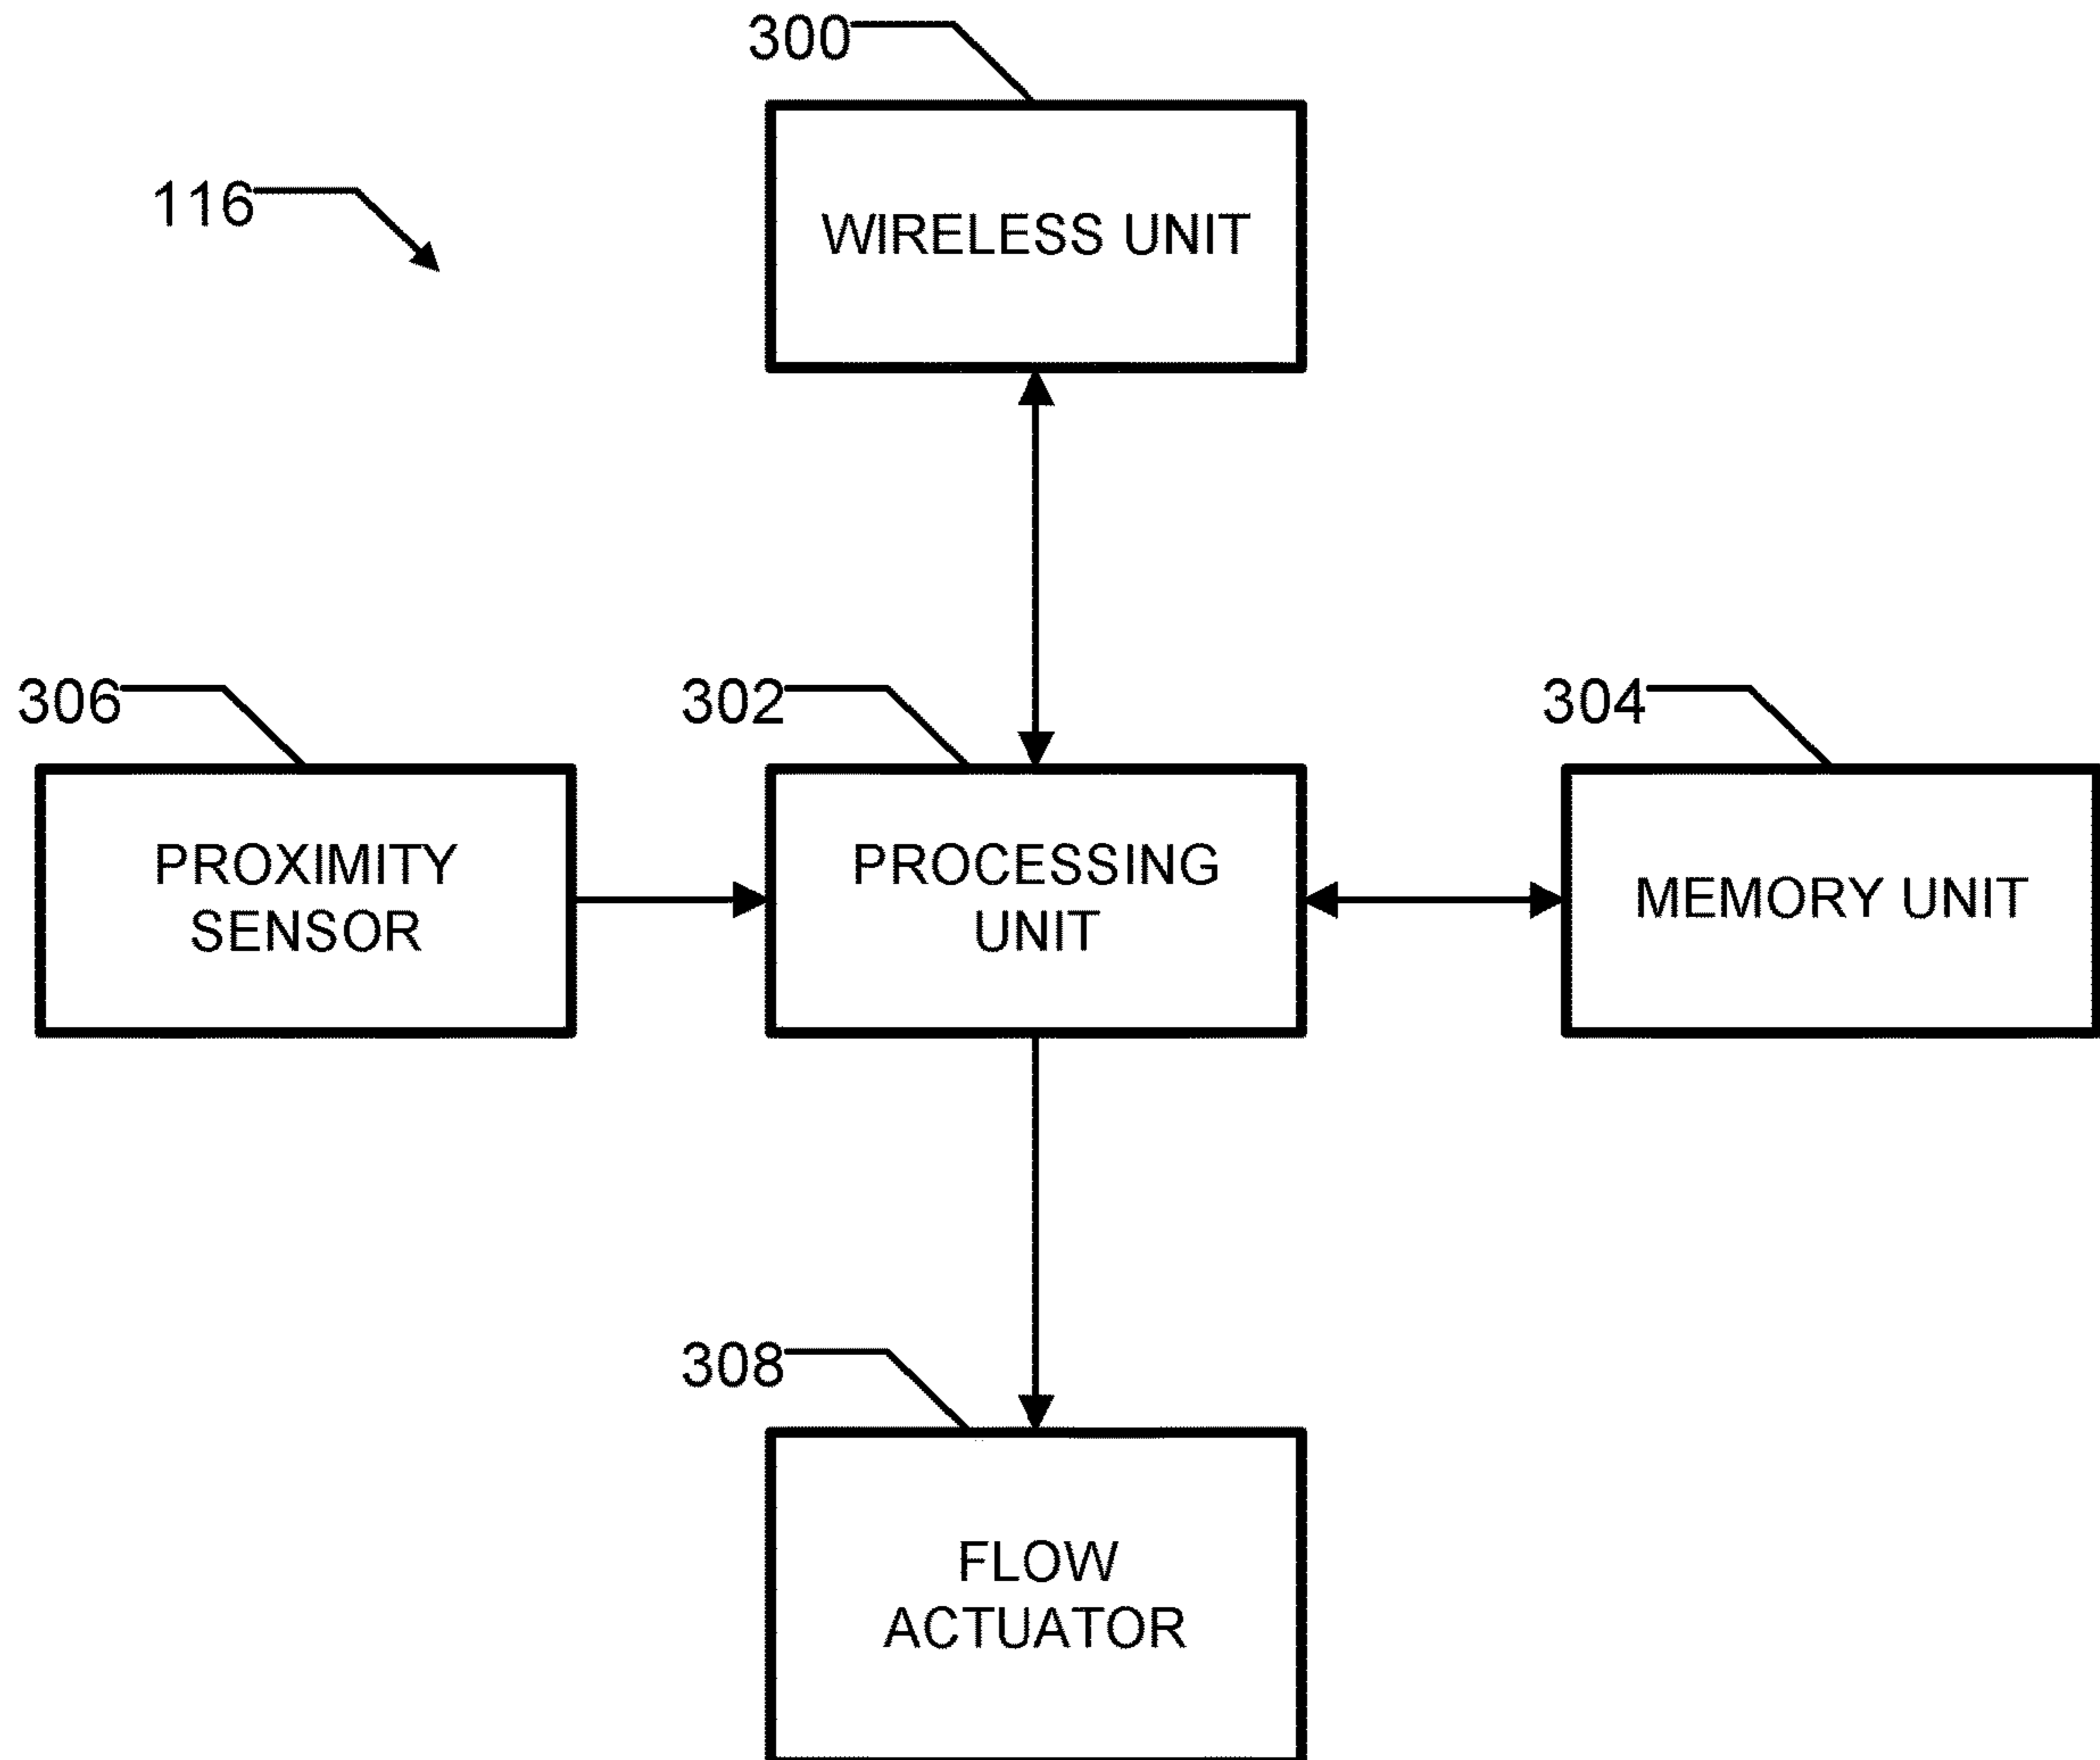 300
116
WIRELESS UNIT
306
302
304
PROXIMITY
SENSOR
PROCESSING
UNIT
MEMORY UNIT
308
FLOW
ACTUATOR